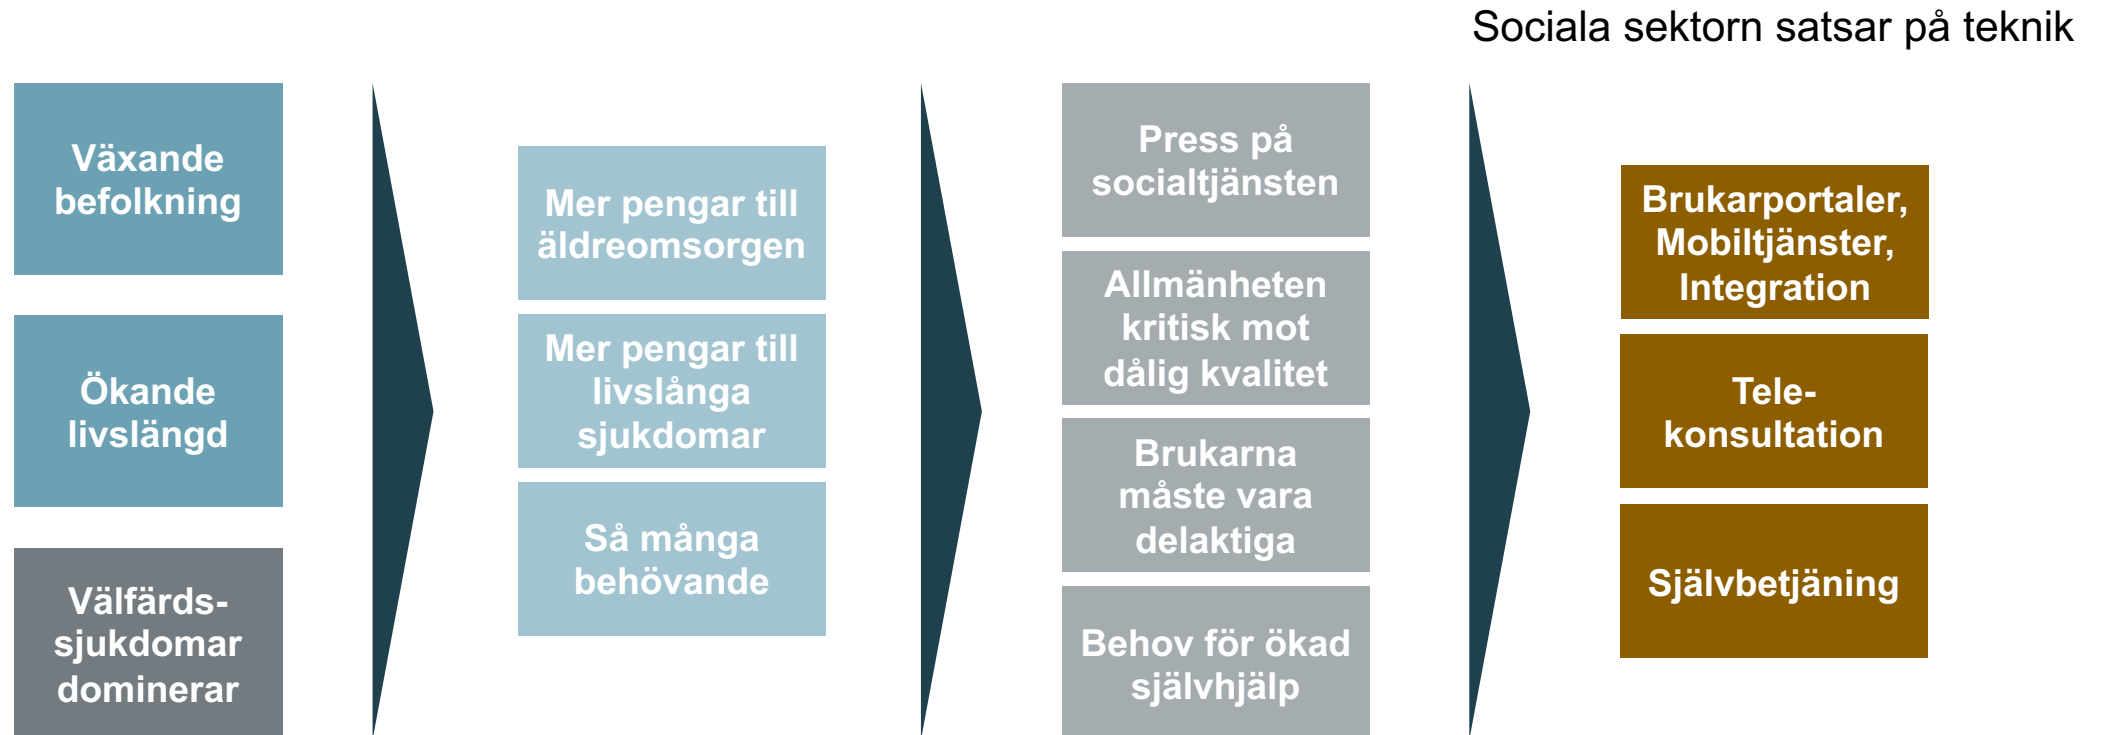 Sociala sektorn satsar på teknik
Växande
befolkning
Ökande
livslängd
Välfärds-
sjukdomar
dominerar
Mer pengar till
äldreomsorgen
Mer pengar till
livslånga
sjukdomar
Så många
behövande
Press på
socialtjänsten
Allmänheten
kritisk mot
dålig kvalitet
Brukarna
måste vara
delaktiga
Behov för ökad
självhjälp
Brukarportaler,
Mobiltjänster,
Integration
Tele-
konsultation
Självbetjäning